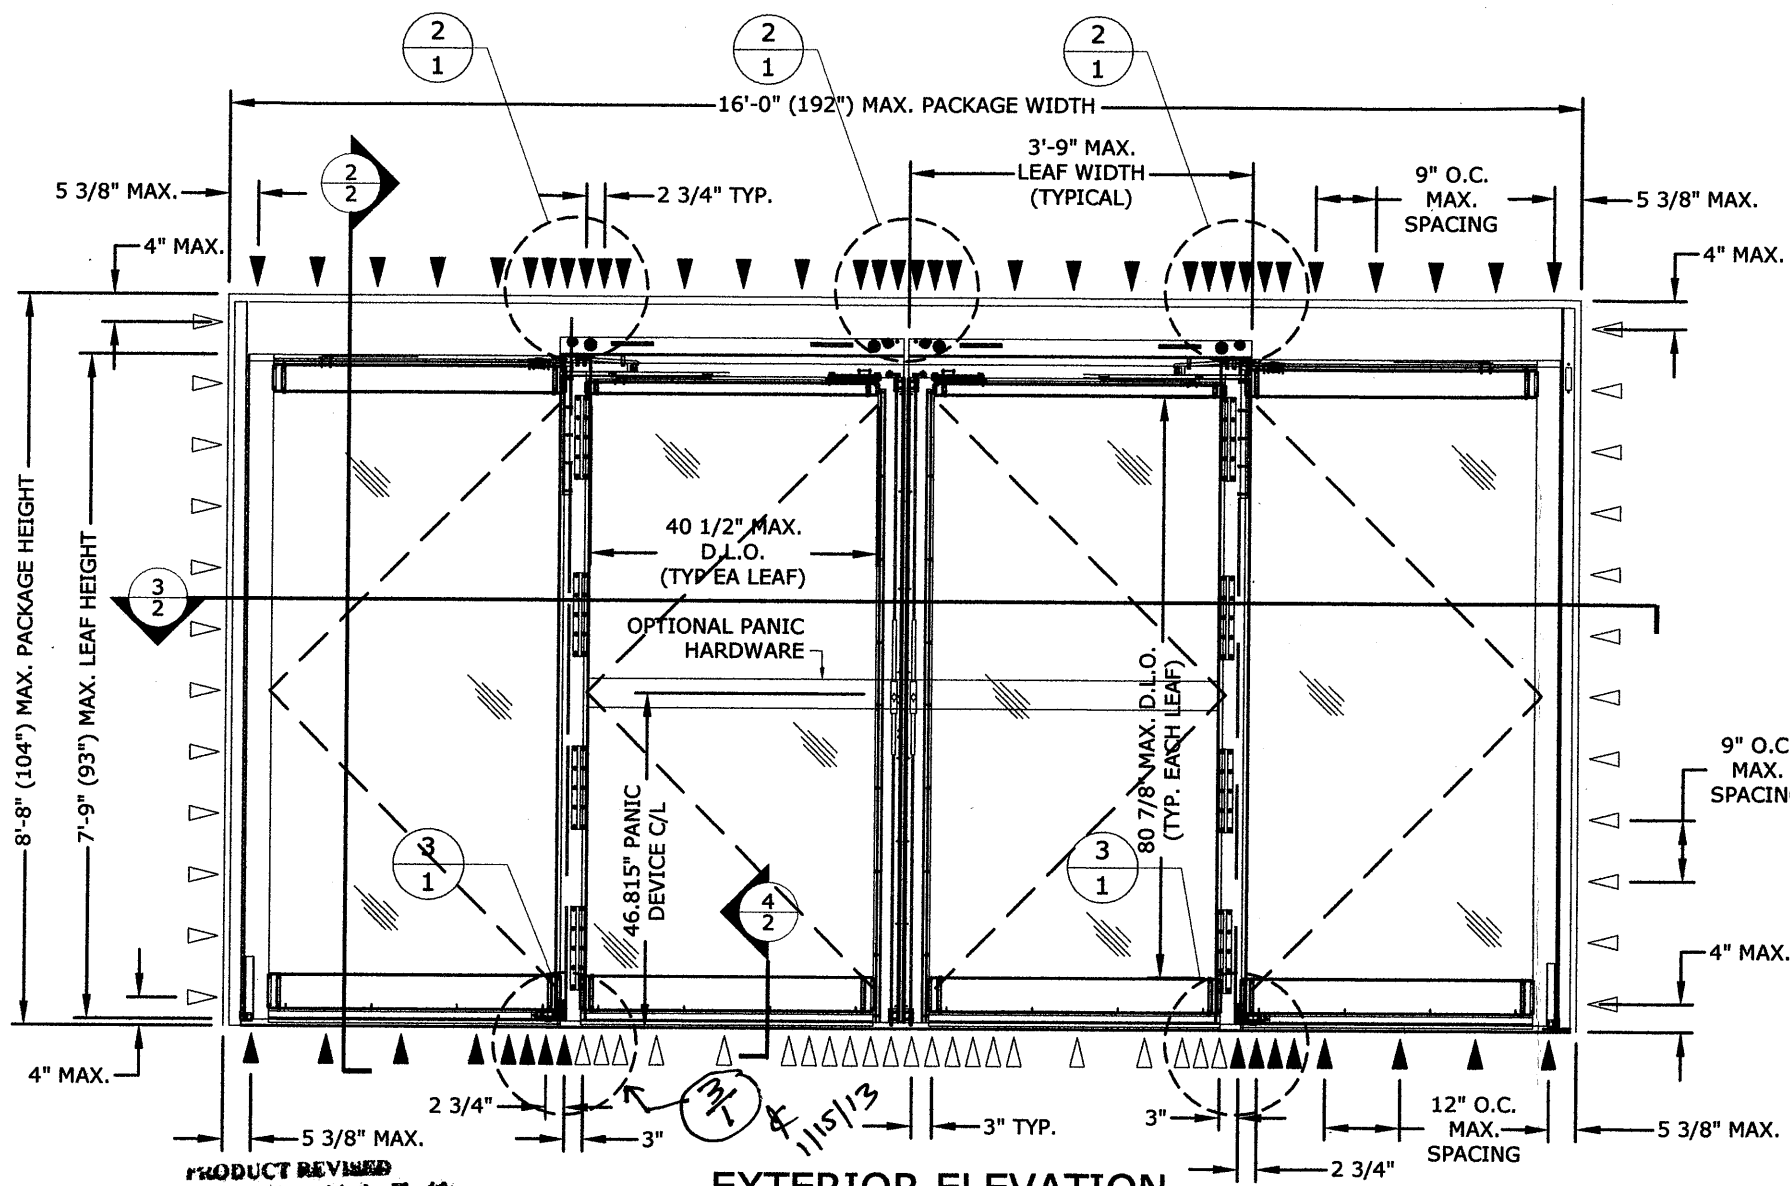 2
1
2
1
2
1
16'-0" (192") MAX. PACKAGE WIDTH
3'-9" MAX.
LEAF WIDTH
(TYPICAL)
9" O.C.
MAX.
SPACING
5 3/8" MAX.
2
2
2 3/4" TYP.
5 3/8" MAX.
4" MAX.
4" MAX.
8'-8" (104") MAX. PACKAGE HEIGHT
7'-9" (93") MAX. LEAF HEIGHT
40 1/2" MAX.
D.L.O.
(TYP EA LEAF)
3
2
OPTIONAL PANIC
HARDWARE
80 7/8" MAX. D.L.O.
(TYP. EACH LEAF)
46.815" PANIC
DEVICE C/L
9" O.C
MAX.
SPACIN
3
1
3
1
4
2
4" MAX.
4" MAX.
2 3/4"
3/1
1/15/13
5 3/8" MAX.
3"
3" TYP.
3"
12" O.C.
MAX.
SPACING
5 3/8" MAX.
2 3/4"
PRODUCT REVISED
EXTERIOR ELEVATION